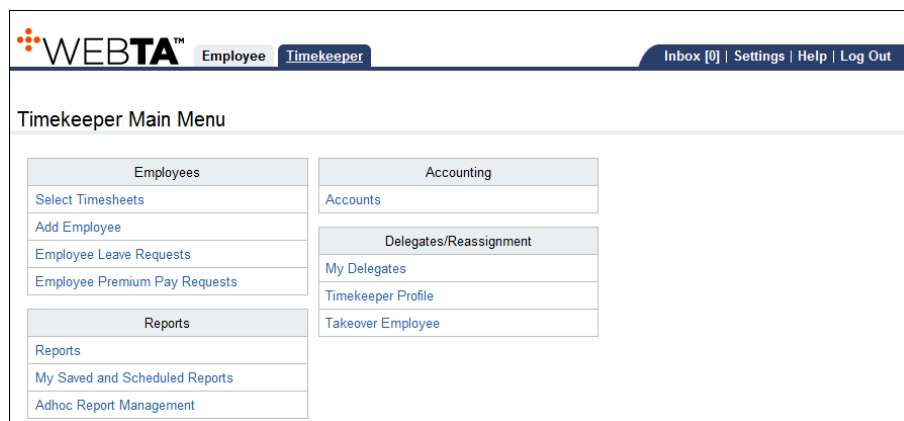 WEBTA™ Employee Timekeeper Inbox [0] | Settings | Help | Log Out
Timekeeper Main Menu
Employees
Select Timesheets
Add Employee
Employee Leave Requests
Employee Premium Pay Requests
Reports
Reports
My Saved and Scheduled Reports
Adhoc Report Management
Accounting
Accounts
Delegates/Reassignment
My Delegates
Timekeeper Profile
Takeover Employee